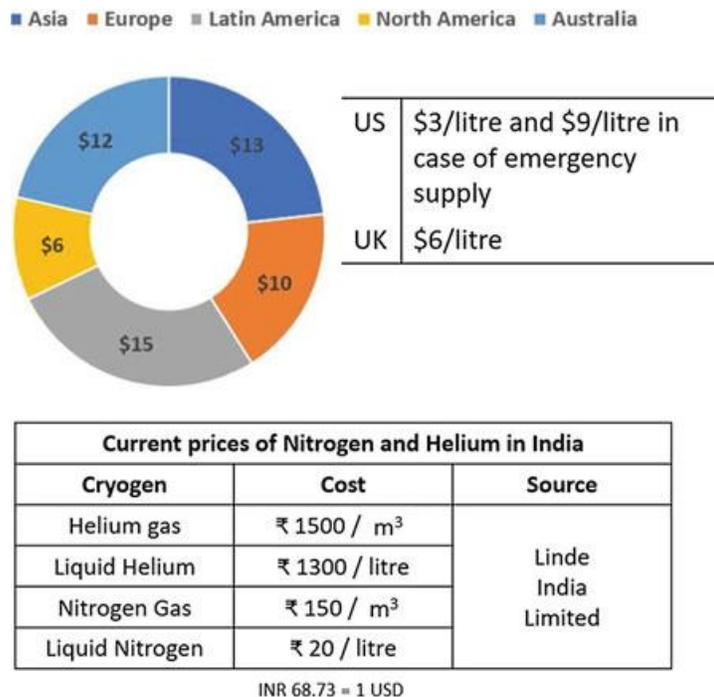 Asia Europe Latin America North America Australia
$12
$13
$6
$10
$15
US $3/litre and $9/litre in
case of emergency
supply
UK $6/litre
Current prices of Nitrogen and Helium in India
Cryogen Cost Source
Helium gas ₹ 1500 / m³
Liquid Helium ₹ 1300 / litre
Nitrogen Gas ₹ 150 / m³
Liquid Nitrogen ₹ 20 / litre
Linde
India
Limited
INR 68.73 = 1 USD